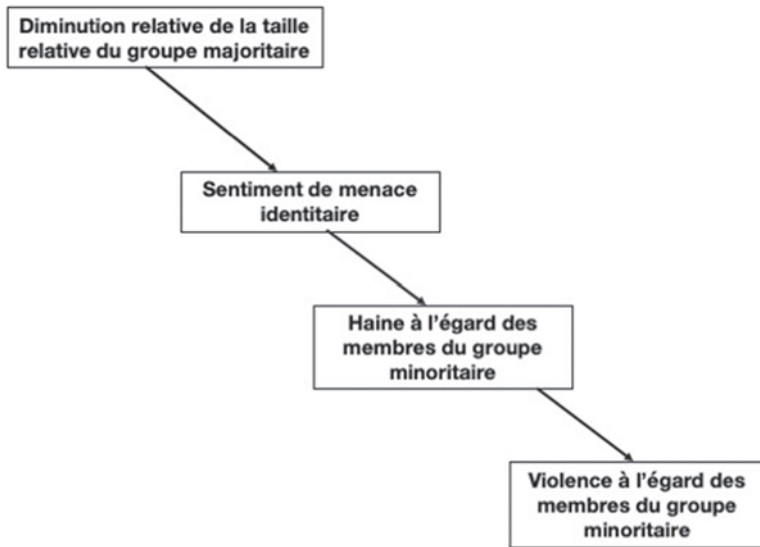 Diminution relative de la taille
relative du groupe majoritaire
Sentiment de menace
identitaire
Haine à l’égard des
membres du groupe
minoritaire
Violence à l’égard des
membres du groupe
minoritaire